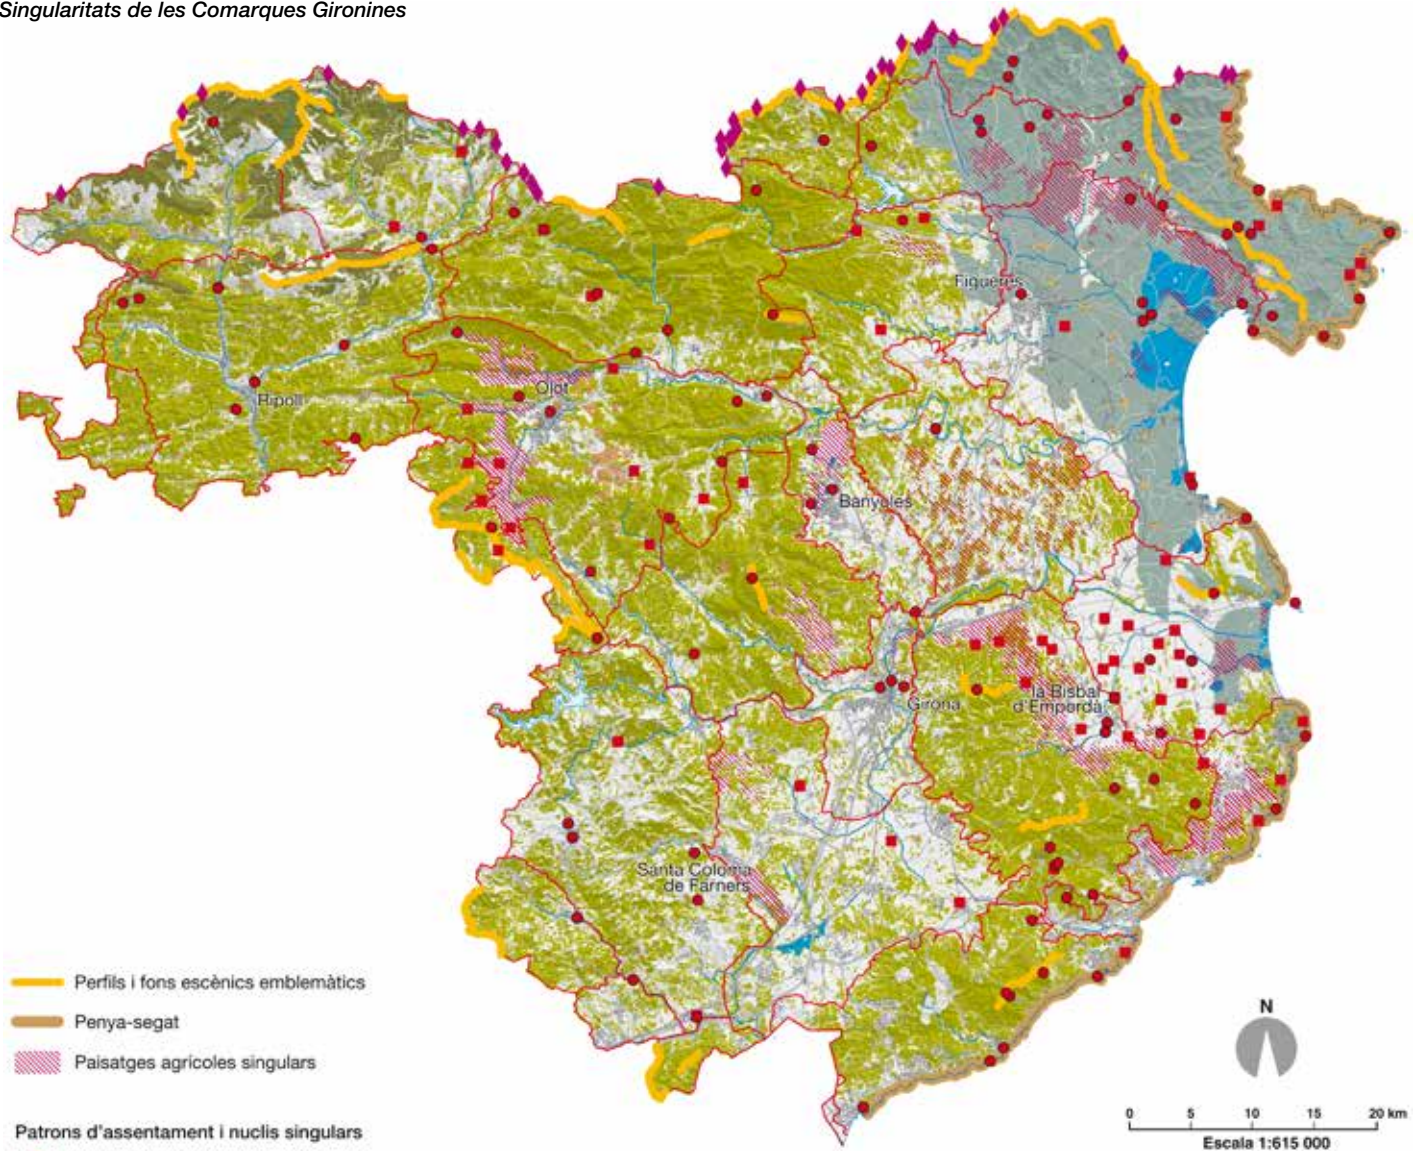 Singularitats de les Comarques Gironines
Figueres
Olot
Ripoll
Banyoles
Girona
la Bisbal
d'Empordà
Santa Coloma
de Farners
Perfils i fons escènics emblemàtics
Penya-segat
Paisatges agrícoles singulars
Patrons d'assentament i nuclis singulars
N
0 5 10 15 20 km
Escala 1:615 000